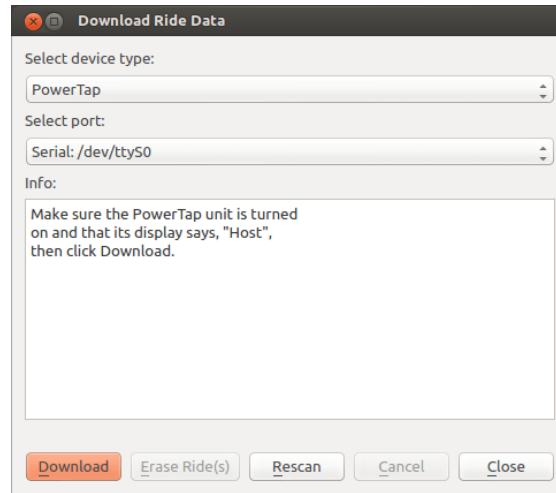 Download Ride Data
Select device type:
PowerTap
Select port:
Serial: /dev/ttyS0
Info:
Make sure the PowerTap unit is turned
on and that its display says, "Host",
then click Download.
Download Erase Ride(s) Rescan Cancel Close